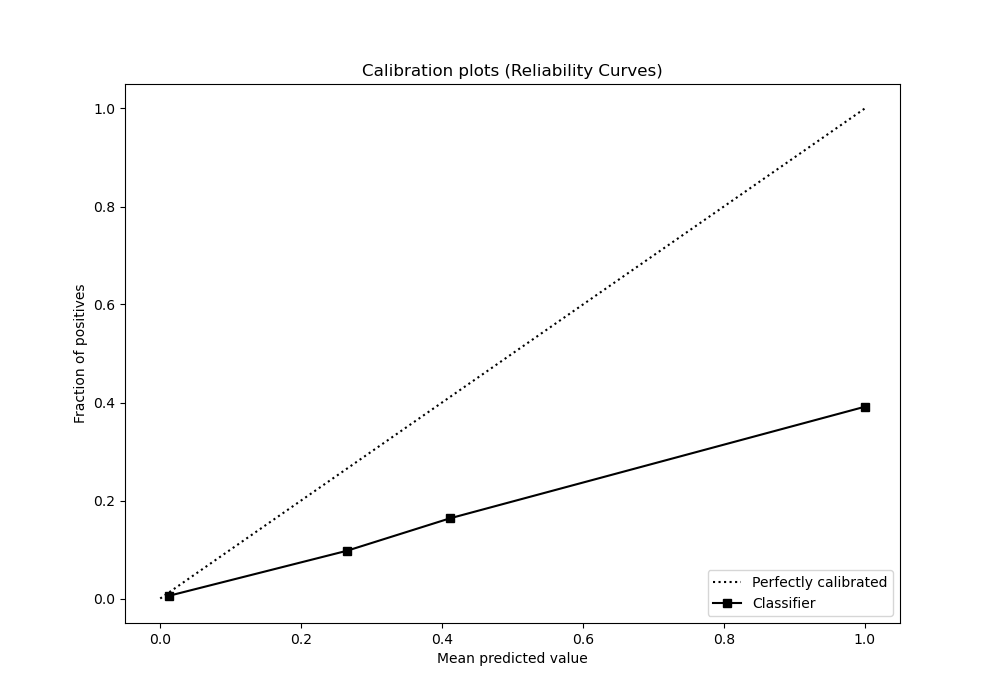 Calibration plots (Reliability Curves)
1.0
0.8
0.6
0.4
0.2
0.0
Fraction of positives
Perfectly calibrated
Classifier
0.0 0.2 0.4 0.6 0.8 1.0
Mean predicted value